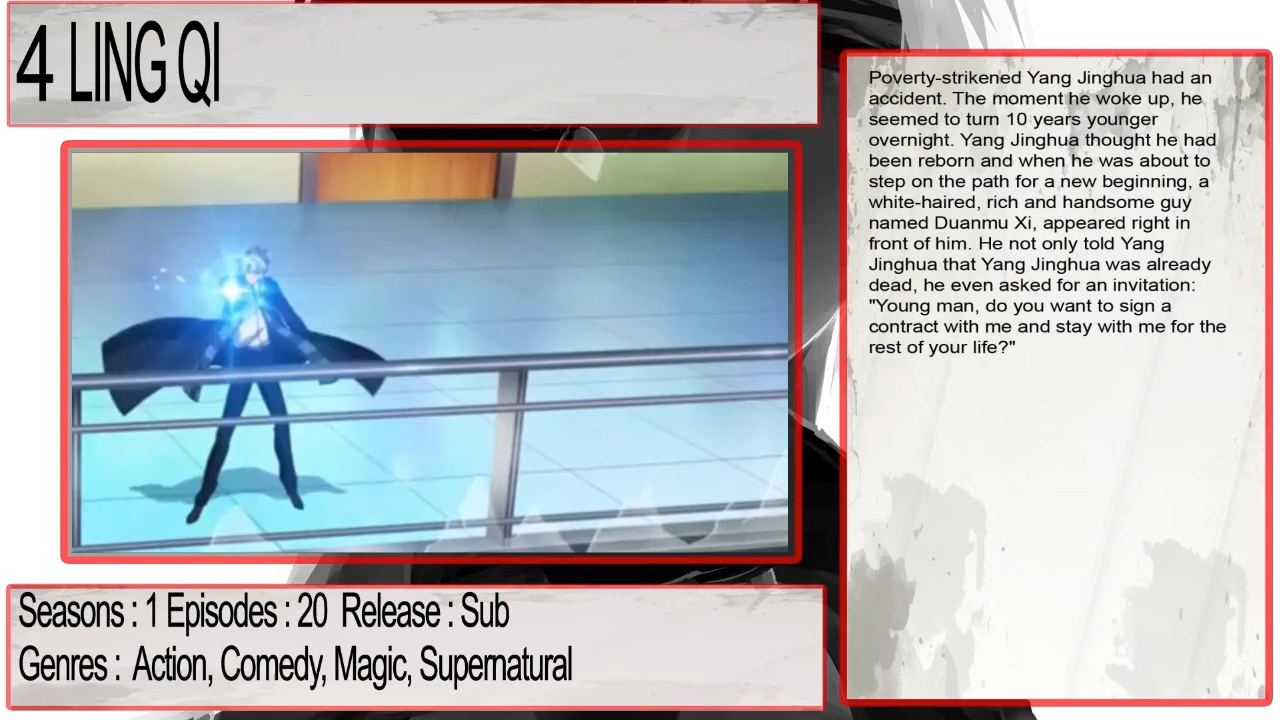 4 LING QI
Poverty-strikened Yang Jinghua had an
accident. The moment he woke up, he
seemed to turn 10 years younger
overnight. Yang Jinghua thought he had
been reborn and when he was about to
step on the path for a new beginning, a
white-haired, rich and handsome guy
named Duanmu Xi, appeared right in
front of him. He not only told Yang
Jinghua that Yang Jinghua was already
dead, he even asked for an invitation:
"Young man, do you want to sign a
contract with me and stay with me for the
rest of your life?"
Seasons : 1 Episodes : 20 Release : Sub
Genres : Action, Comedy, Magic, Supernatural